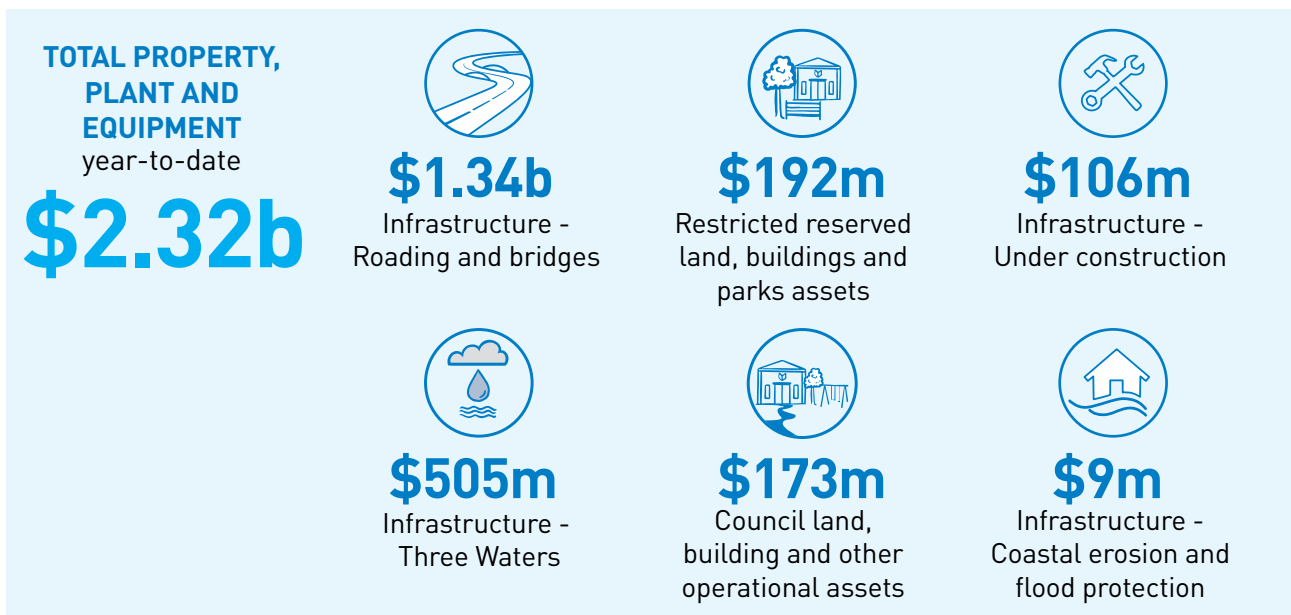 TOTAL PROPERTY,
PLANT AND
EQUIPMENT
year-to-date
$2.32b
$1.34b
Infrastructure -
Roading and bridges
$192m
Restricted reserved
land, buildings and
parks assets
$106m
Infrastructure -
Under construction
$505m
Infrastructure -
Three Waters
$173m
Council land,
building and other
operational assets
$9m
Infrastructure -
Coastal erosion and
flood protection